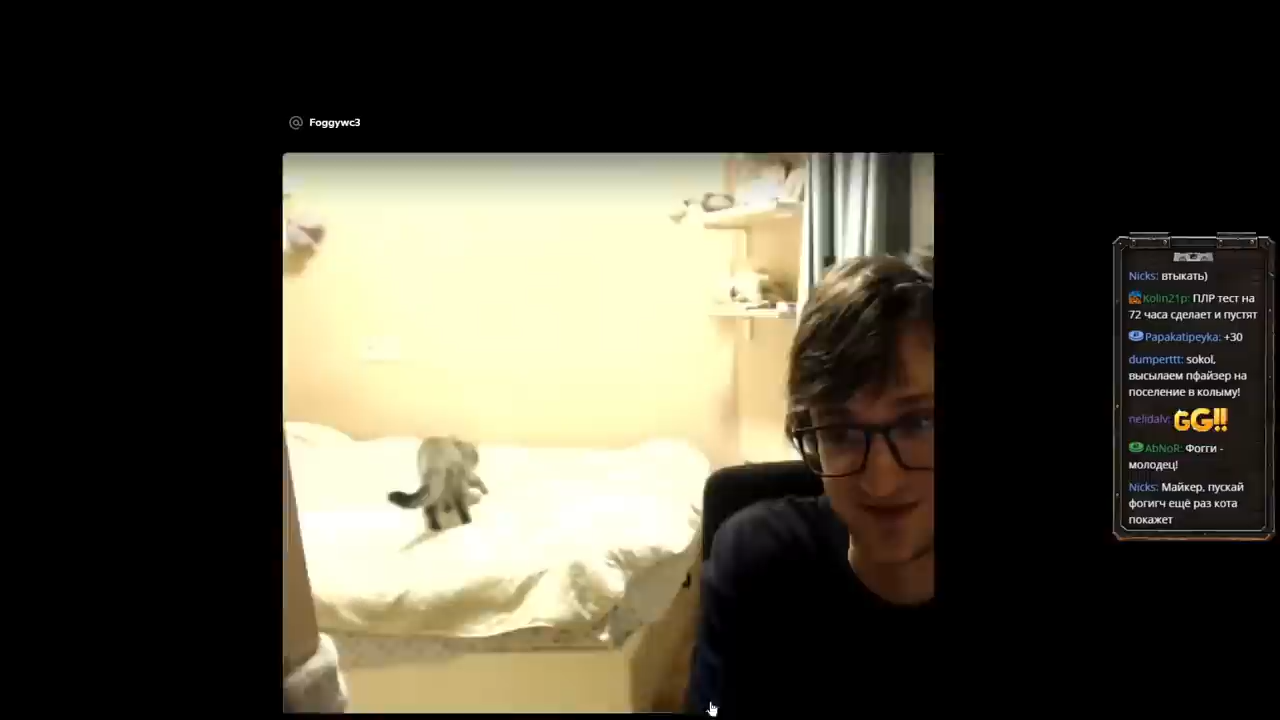 Foggywc3
Nicks: втыкать)
Kolin21p: ПЛР тест на
72 часа сделает и пустят
Papakatipeyka: +30
dumperttt: sokol,
высылаем пфайзер на
поселение в колыму!
nelidalv: GG!!
AbNoR: Фогги -
молодец!
Nicks: Майкер, пускай
фогигч ещё раз кота
покажет